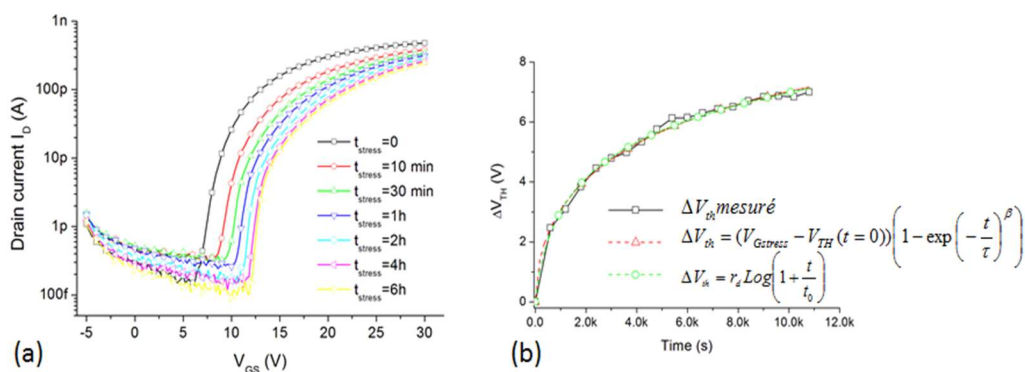 1n
100p
10p
1p
100f
Drain current I_D (A)
t_stress=0
t_stress=10 min
t_stress=30 min
t_stress=1h
t_stress=2h
t_stress=4h
t_stress=6h
-5 0 5 10 15 20 25 30
V_GS (V)
(a)
8
6
4
2
0
ΔV_TH (V)
ΔV_th mesuré
ΔV_th = (V_Gstress − V_TH (t = 0)) (1 − exp(−(t/τ)^β))
ΔV_th = r_d Log(1 + t/t_0)
0.0 2.0k 4.0k 6.0k 8.0k 10.0k 12.0k
Time (s)
(b)